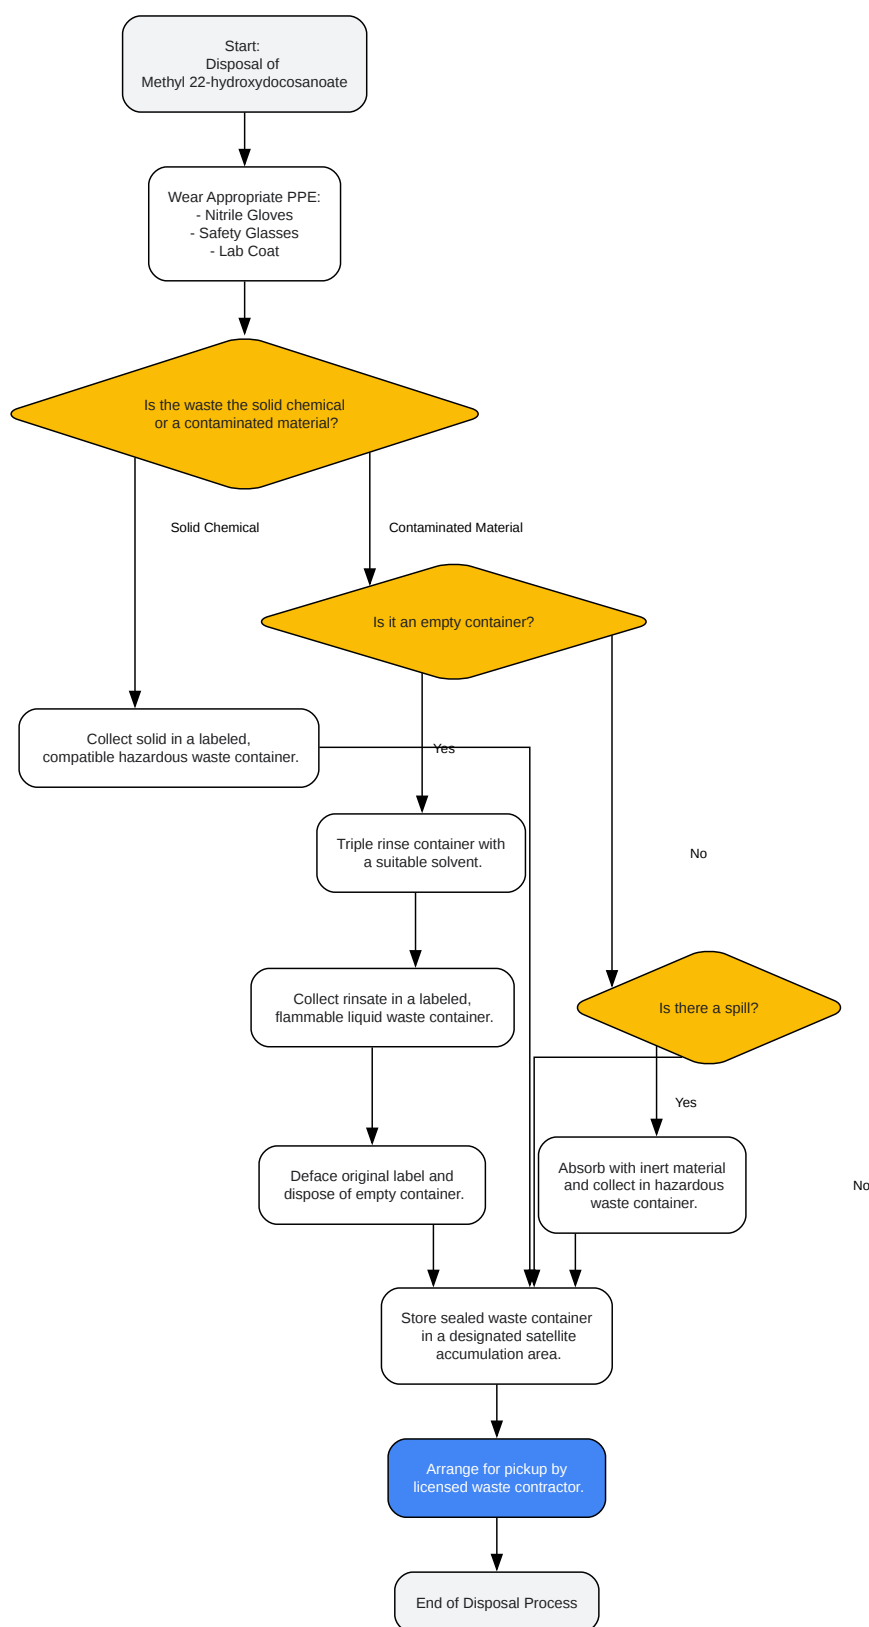 Start:
Disposal of
Methyl 22-hydroxydocosanoate
Wear Appropriate PPE:
- Nitrile Gloves
- Safety Glasses
- Lab Coat
Is the waste the solid chemical
or a contaminated material?
Solid Chemical
Contaminated Material
Is it an empty container?
Collect solid in a labeled,
compatible hazardous waste container.
Yes
Triple rinse container with
a suitable solvent.
No
Collect rinsate in a labeled,
flammable liquid waste container.
Is there a spill?
Yes
Deface original label and
dispose of empty container.
Absorb with inert material
and collect in hazardous
waste container.
No
Store sealed waste container
in a designated satellite
accumulation area.
Arrange for pickup by
licensed waste contractor.
End of Disposal Process